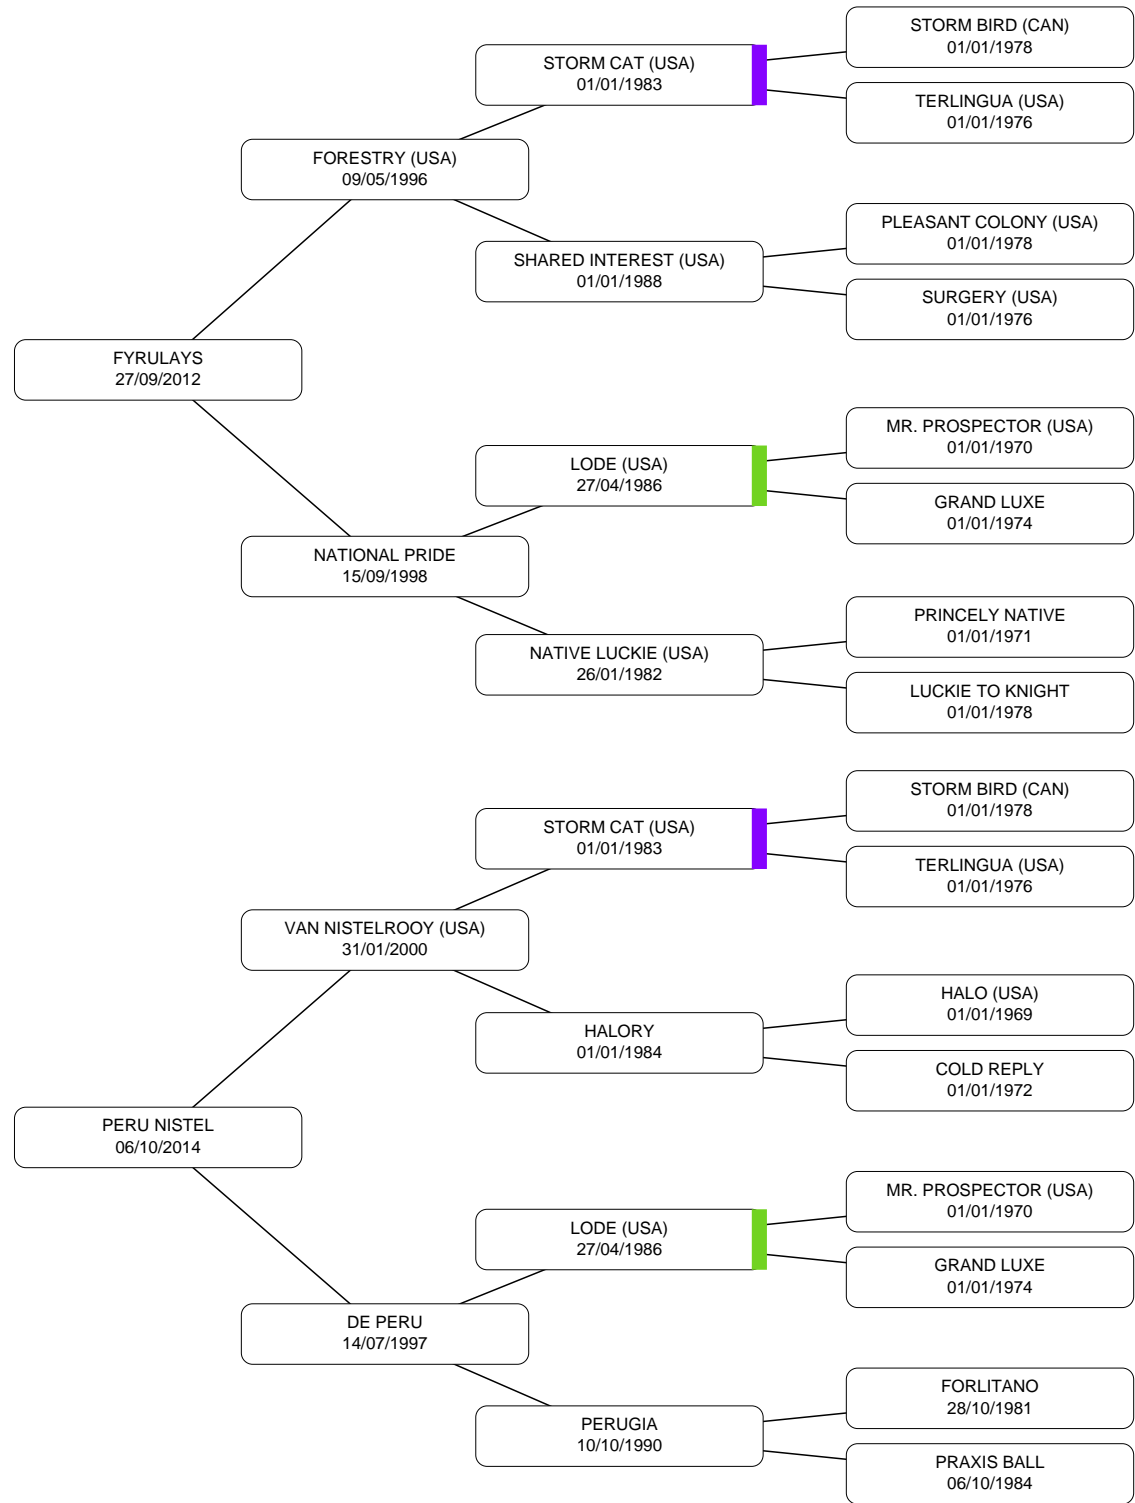 STORM BIRD (CAN)
01/01/1978
STORM CAT (USA)
01/01/1983
TERLINGUA (USA)
01/01/1976
FORESTRY (USA)
09/05/1996
PLEASANT COLONY (USA)
01/01/1978
SHARED INTEREST (USA)
01/01/1988
SURGERY (USA)
01/01/1976
FYRULAYS
27/09/2012
MR. PROSPECTOR (USA)
01/01/1970
LODE (USA)
27/04/1986
GRAND LUXE
01/01/1974
NATIONAL PRIDE
15/09/1998
PRINCELY NATIVE
01/01/1971
NATIVE LUCKIE (USA)
26/01/1982
LUCKIE TO KNIGHT
01/01/1978
STORM BIRD (CAN)
01/01/1978
STORM CAT (USA)
01/01/1983
TERLINGUA (USA)
01/01/1976
VAN NISTELROOY (USA)
31/01/2000
HALO (USA)
01/01/1969
HALORY
01/01/1984
COLD REPLY
01/01/1972
PERU NISTEL
06/10/2014
MR. PROSPECTOR (USA)
01/01/1970
LODE (USA)
27/04/1986
GRAND LUXE
01/01/1974
DE PERU
14/07/1997
FORLITANO
28/10/1981
PERUGIA
10/10/1990
PRAXIS BALL
06/10/1984